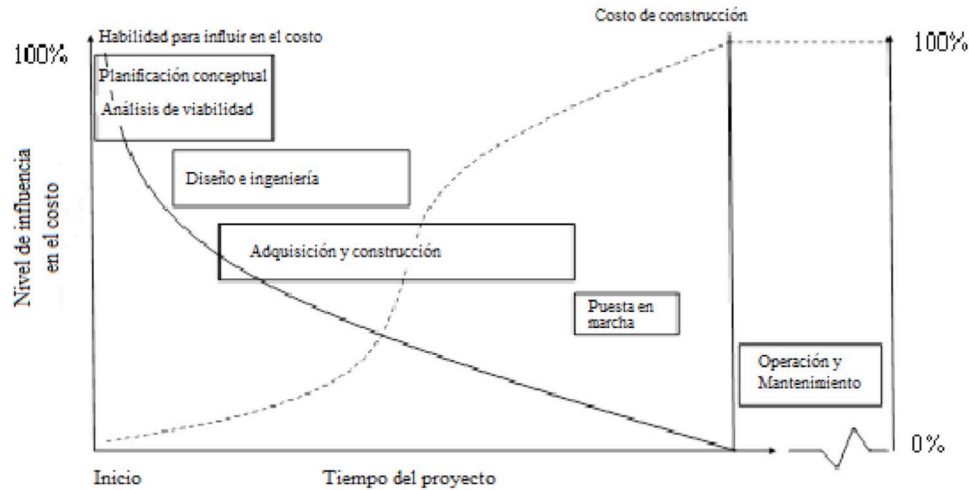 Costo de construcción
Habilidad para influir en el costo
100%
100%
Planificación conceptual
Análisis de viabilidad
Diseño e ingeniería
Nivel de influencia
en el costo
Adquisición y construcción
Puesta en
marcha
Operación y
Mantenimiento
0%
Inicio
Tiempo del proyecto